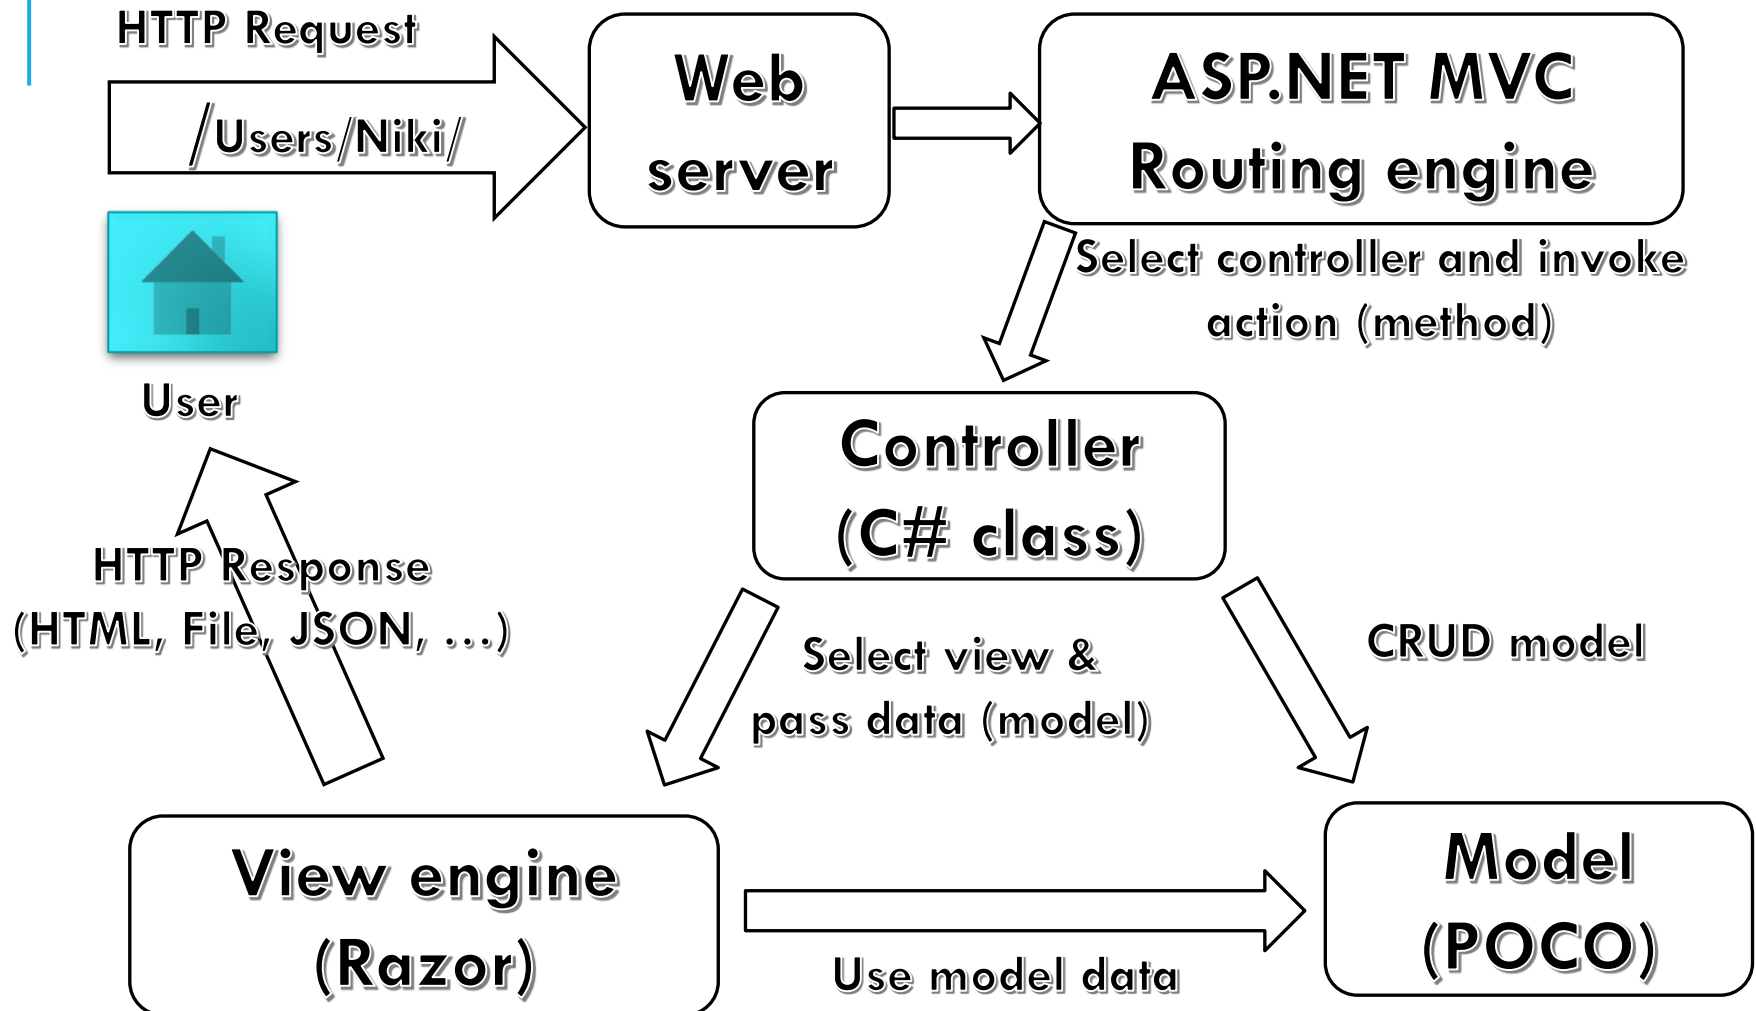 HTTP Request
/Users/Niki/
Web
server
ASP.NET MVC
Routing engine
Select controller and invoke
action (method)
User
Controller
(C# class)
HTTP Response
(HTML, File, JSON, …)
Select view &
pass data (model)
CRUD model
View engine
(Razor)
Use model data
Model
(POCO)